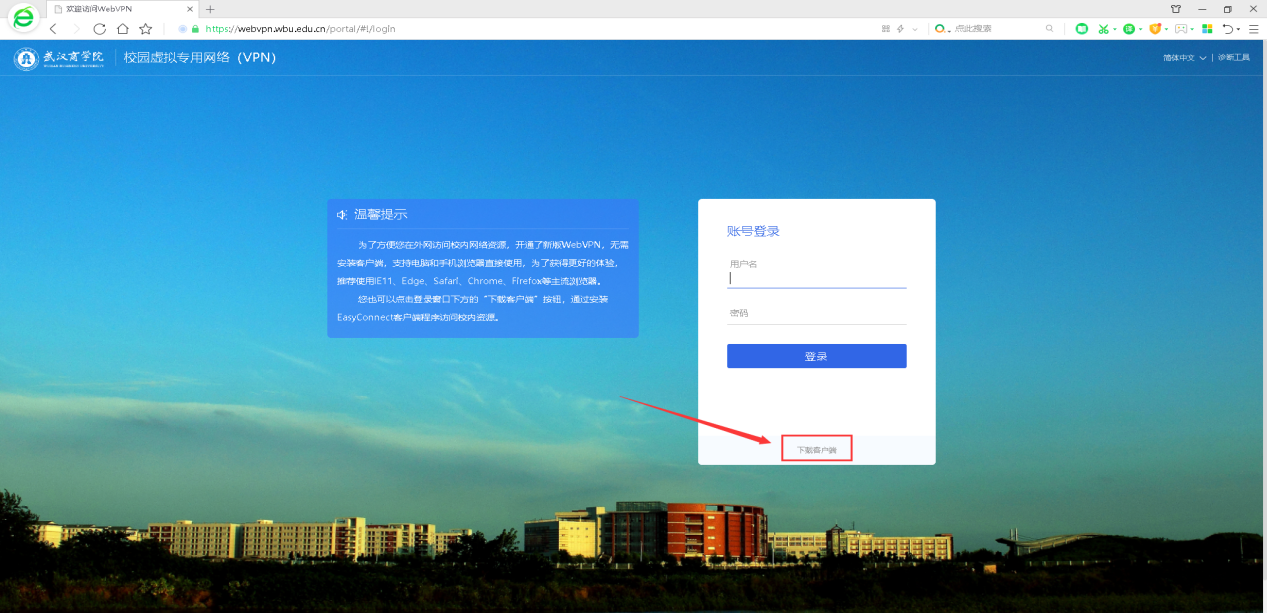 欢迎访问WebVPN
https://webvpn.wbu.edu.cn/portal/#!/login
点此搜索
武汉商学院
校园虚拟专用网络（VPN）
简体中文
诊断工具
温馨提示
为了方便您在外网访问校内网络资源，开通了新版WebVPN，无需
安装客户端，支持电脑和手机浏览器直接使用，为了获得更好的体验，
推荐使用IE11、Edge、Safari、Chrome、Firefox等主流浏览器。
您也可以点击登录窗口下方的“下载客户端”按钮，通过安装
EasyConnect客户端程序访问校内资源。
账号登录
用户名
密码
登录
下载客户端